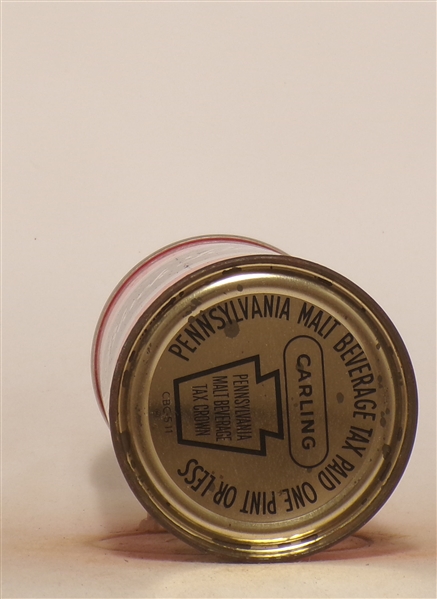 PENNSYLVANIA MALT BEVERAGE TAX PAID ONE PINT OR LESS
CARLING
PENNSYLVANIA
MALT BEVERAGE
TAX CROWN